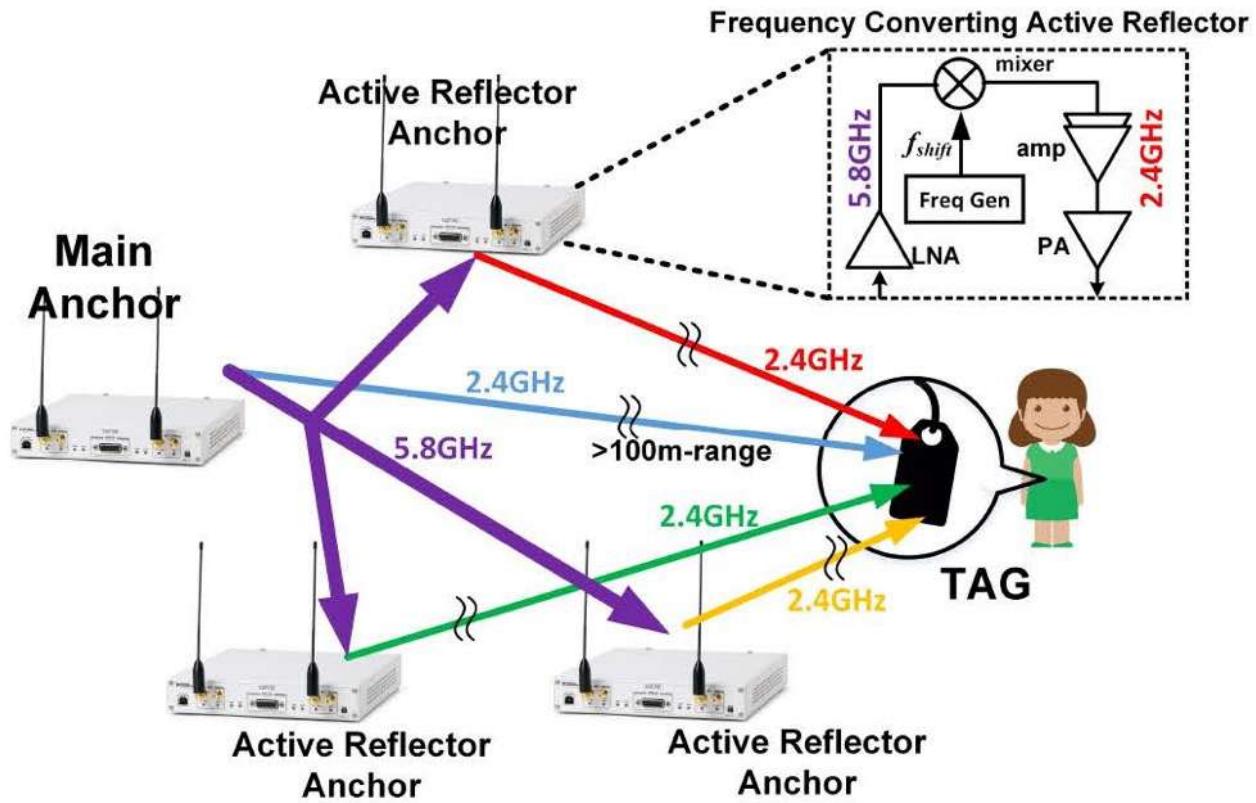 Frequency Converting Active Reflector
mixer
5.8GHz
f_shift
amp
2.4GHz
Freq Gen
LNA
PA
Active Reflector
Anchor
Main
Anchor
2.4GHz
2.4GHz
5.8GHz
>100m-range
2.4GHz
2.4GHz
TAG
Active Reflector
Anchor
Active Reflector
Anchor